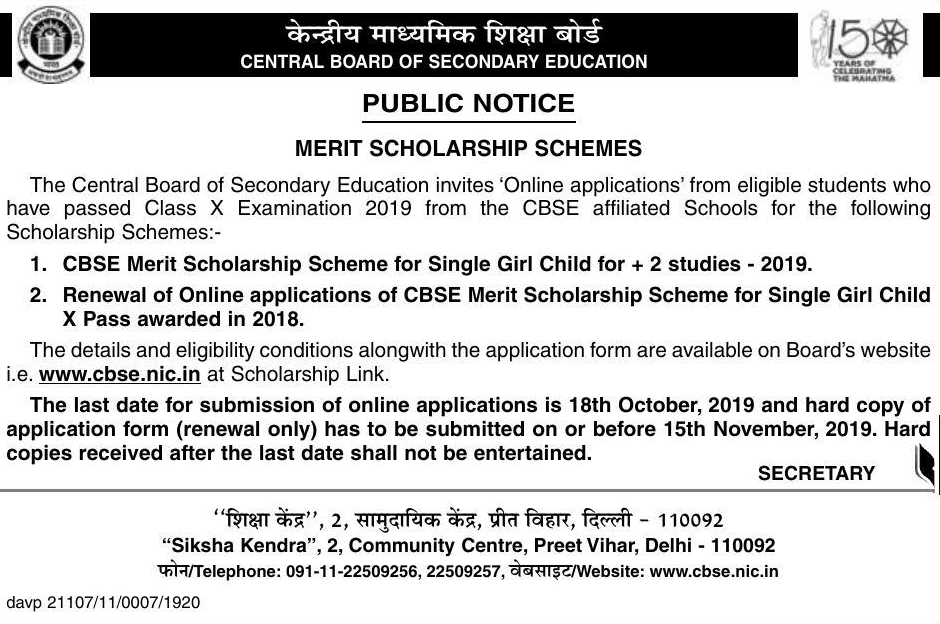 केन्द्रीय माध्यमिक शिक्षा बोर्ड
CENTRAL BOARD OF SECONDARY EDUCATION
150
YEARS OF
CELEBRATING
THE MAHATMA
PUBLIC NOTICE
MERIT SCHOLARSHIP SCHEMES
The Central Board of Secondary Education invites ‘Online applications’ from eligible students who
have passed Class X Examination 2019 from the CBSE affiliated Schools for the following
Scholarship Schemes:-
1. CBSE Merit Scholarship Scheme for Single Girl Child for + 2 studies - 2019.
2. Renewal of Online applications of CBSE Merit Scholarship Scheme for Single Girl Child
X Pass awarded in 2018.
The details and eligibility conditions alongwith the application form are available on Board’s website
i.e. www.cbse.nic.in at Scholarship Link.
The last date for submission of online applications is 18th October, 2019 and hard copy of
application form (renewal only) has to be submitted on or before 15th November, 2019. Hard
copies received after the last date shall not be entertained.
SECRETARY
‘‘शिक्षा केंद्र’’, 2, सामुदायिक केंद्र, प्रीत विहार, दिल्ली – 110092
“Siksha Kendra”, 2, Community Centre, Preet Vihar, Delhi - 110092
फोन/Telephone: 091-11-22509256, 22509257, वेबसाइट/Website: www.cbse.nic.in
davp 21107/11/0007/1920